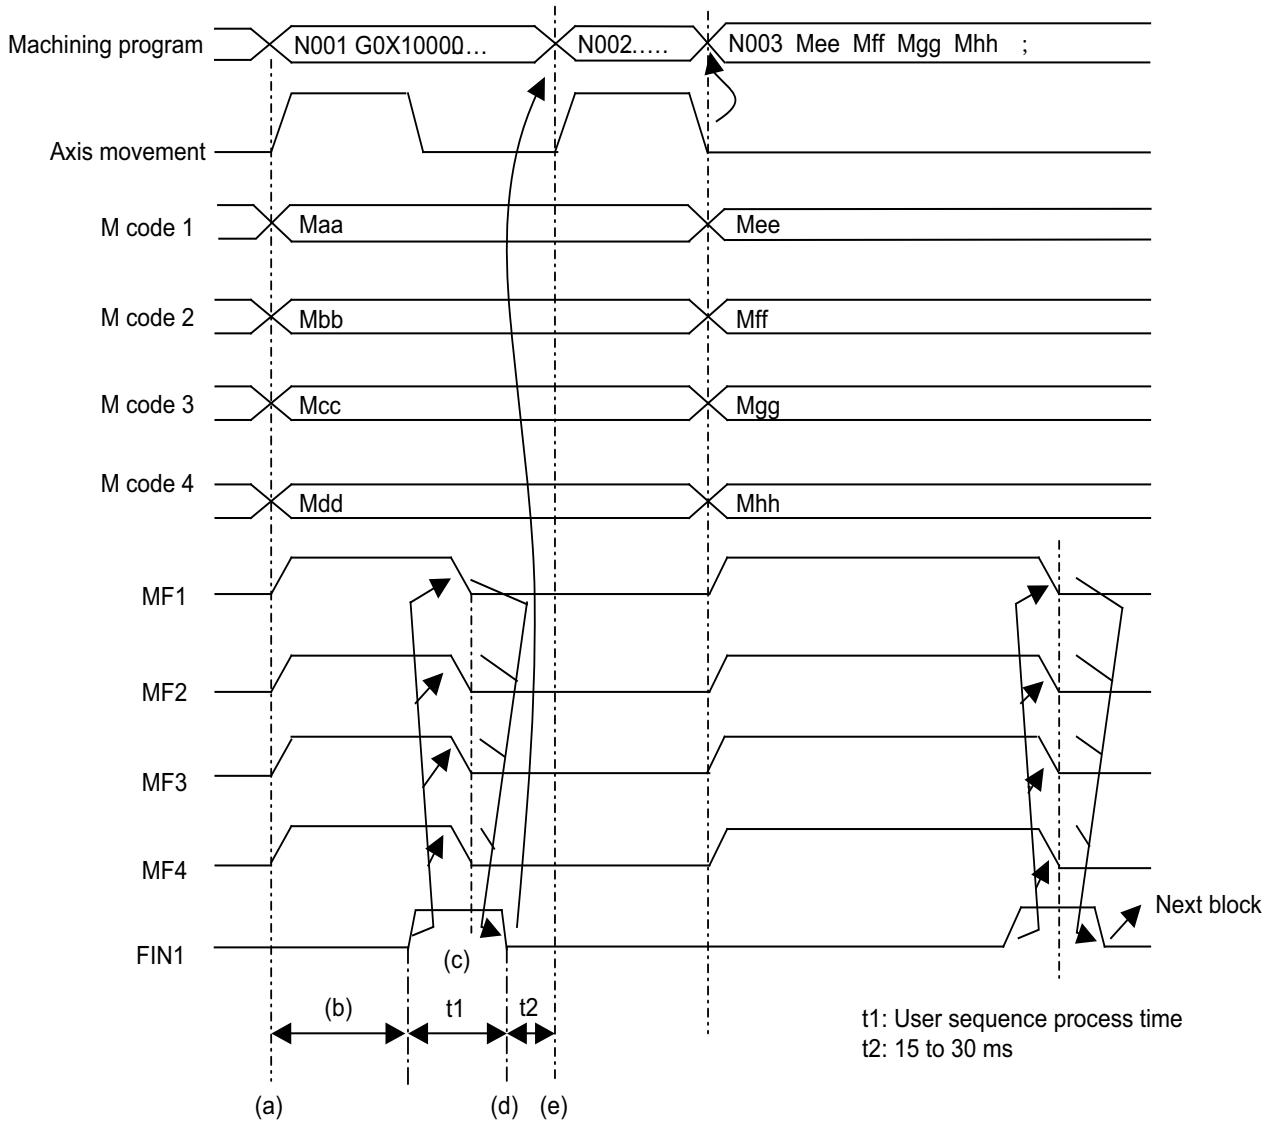 Machining program
N001 G0X10000....
N002.....
N003 Mee Mff Mgg Mhh ;
Axis movement
M code 1
Maa
Mee
M code 2
Mbb
Mff
M code 3
Mcc
Mgg
M code 4
Mdd
Mhh
MF1
MF2
MF3
MF4
Next block
FIN1
(c)
(b)
t1
t2
t1: User sequence process time
t2: 15 to 30 ms
(a)
(d)
(e)